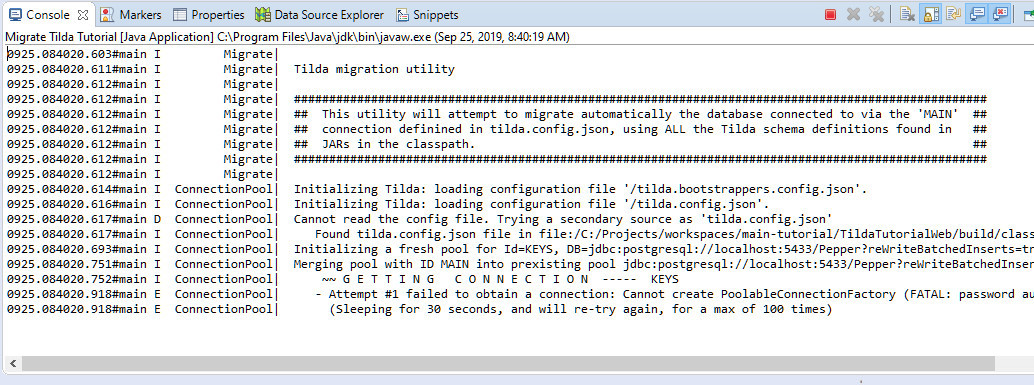 Console Markers Properties Data Source Explorer Snippets
Migrate Tilda Tutorial [Java Application] C:\Program Files\Java\jdk\bin\javaw.exe (Sep 25, 2019, 8:40:19 AM)
0925.084020.603#main I        Migrate|
0925.084020.611#main I        Migrate|  Tilda migration utility
0925.084020.612#main I        Migrate|
0925.084020.612#main I        Migrate|  ###################################################################################################
0925.084020.612#main I        Migrate|  ##  This utility will attempt to migrate automatically the database connected to via the 'MAIN'  ##
0925.084020.612#main I        Migrate|  ##  connection definined in tilda.config.json, using ALL the Tilda schema definitions found in   ##
0925.084020.612#main I        Migrate|  ##  JARs in the classpath.                                                                       ##
0925.084020.612#main I        Migrate|  ###################################################################################################
0925.084020.612#main I        Migrate|
0925.084020.614#main I ConnectionPool|  Initializing Tilda: loading configuration file '/tilda.bootstrappers.config.json'.
0925.084020.616#main I ConnectionPool|  Initializing Tilda: loading configuration file '/tilda.config.json'.
0925.084020.617#main D ConnectionPool|  Cannot read the config file. Trying a secondary source as 'tilda.config.json'
0925.084020.617#main I ConnectionPool|     Found tilda.config.json file in file:/C:/Projects/workspaces/main-tutorial/TildaTutorialWeb/build/class
0925.084020.693#main I ConnectionPool|  Initializing a fresh pool for Id=KEYS, DB=jdbc:postgresql://localhost:5433/Pepper?reWriteBatchedInserts=tr
0925.084020.751#main I ConnectionPool|  Merging pool with ID MAIN into prexisting pool jdbc:postgresql://localhost:5433/Pepper?reWriteBatchedInser
0925.084020.752#main I ConnectionPool|      ~~ G E T T I N G   C O N N E C T I O N  -----  KEYS
0925.084020.918#main E ConnectionPool|     - Attempt #1 failed to obtain a connection: Cannot create PoolableConnectionFactory (FATAL: password au
0925.084020.918#main E ConnectionPool|       (Sleeping for 30 seconds, and will re-try again, for a max of 100 times)